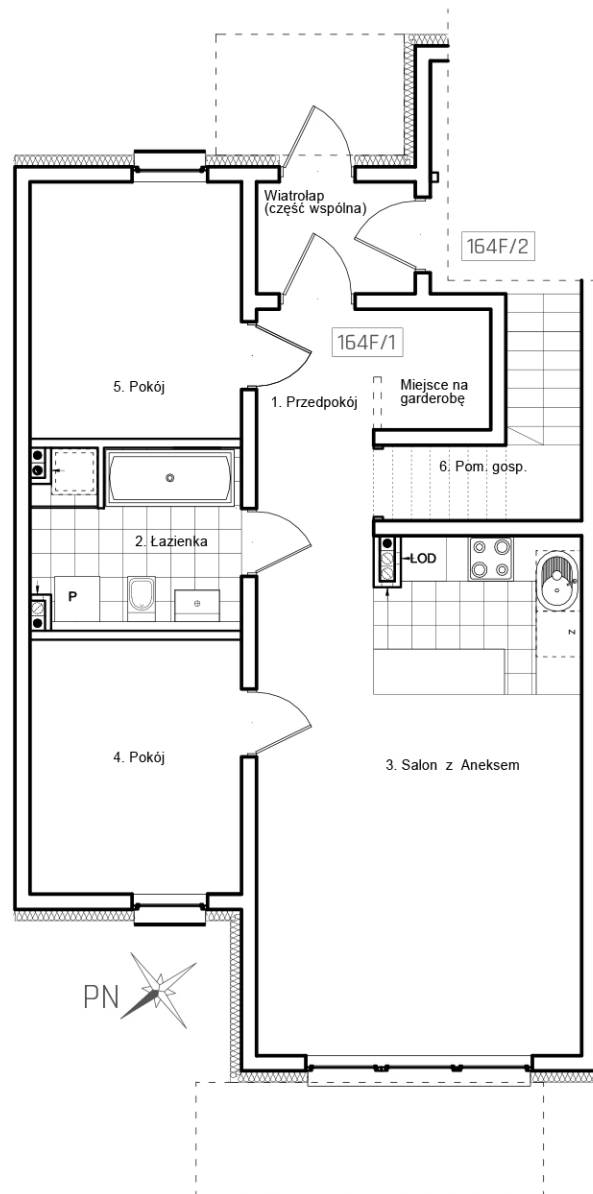 Wiatrołap
(część wspólna)
164F/2
164F/1
5. Pokój
1. Przedpokój
Miejsce na
garderobę
6. Pom. gosp.
2. Łazienka
LOD
P
z
4. Pokój
3. Salon z Aneksem
PN